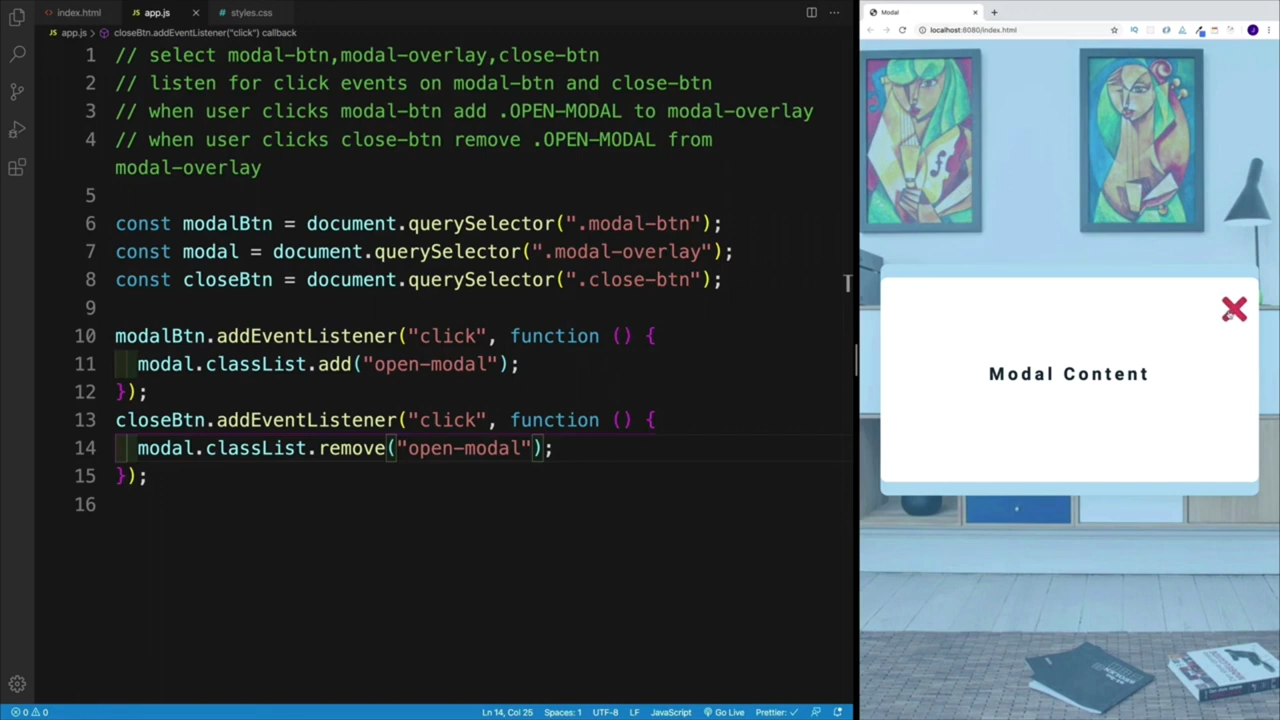 index.html
app.js
styles.css
app.js > closeBtn.addEventListener("click") callback
1 // select modal-btn,modal-overlay,close-btn
2 // listen for click events on modal-btn and close-btn
3 // when user clicks modal-btn add .OPEN-MODAL to modal-overlay
4 // when user clicks close-btn remove .OPEN-MODAL from
modal-overlay
5
6 const modalBtn = document.querySelector(".modal-btn");
7 const modal = document.querySelector(".modal-overlay");
8 const closeBtn = document.querySelector(".close-btn");
9
10 modalBtn.addEventListener("click", function () {
11 modal.classList.add("open-modal");
12 });
13 closeBtn.addEventListener("click", function () {
14 modal.classList.remove("open-modal");
15 });
16
0 0
Ln 14, Col 25 Spaces: 1 UTF-8 LF JavaScript Go Live Prettier: ✓
Modal
localhost:8080/index.html
Modal Content